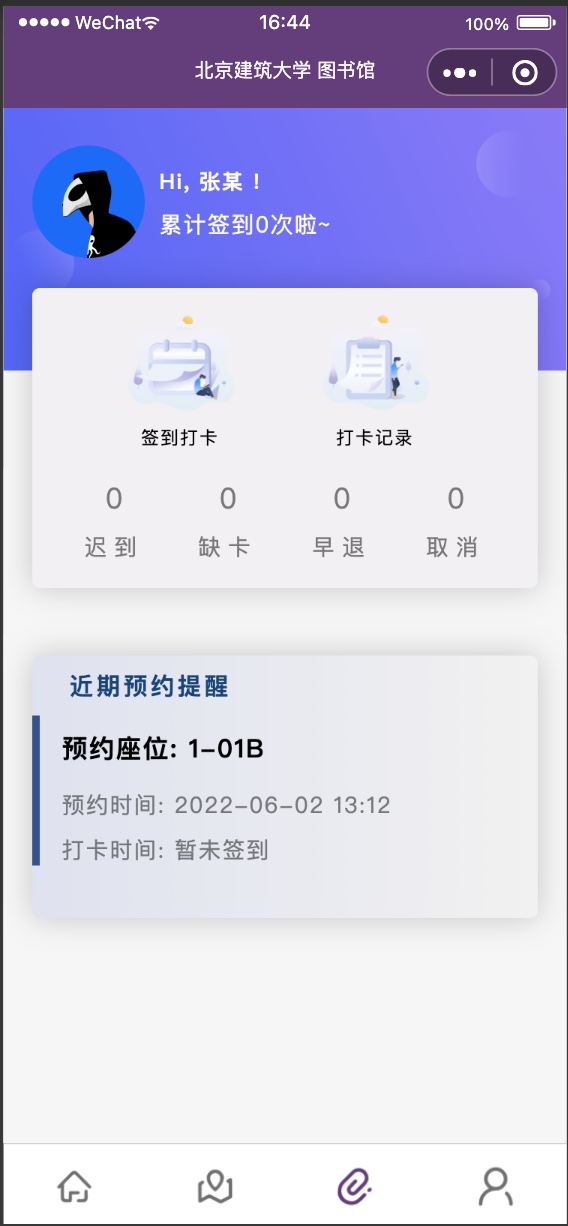 WeChat 16:44 100%
北京建筑大学 图书馆
Hi, 张某！
累计签到0次啦~
签到打卡 打卡记录
0 0 0 0
迟到 缺卡 早退 取消
近期预约提醒
预约座位: 1-01B
预约时间: 2022-06-02 13:12
打卡时间: 暂未签到